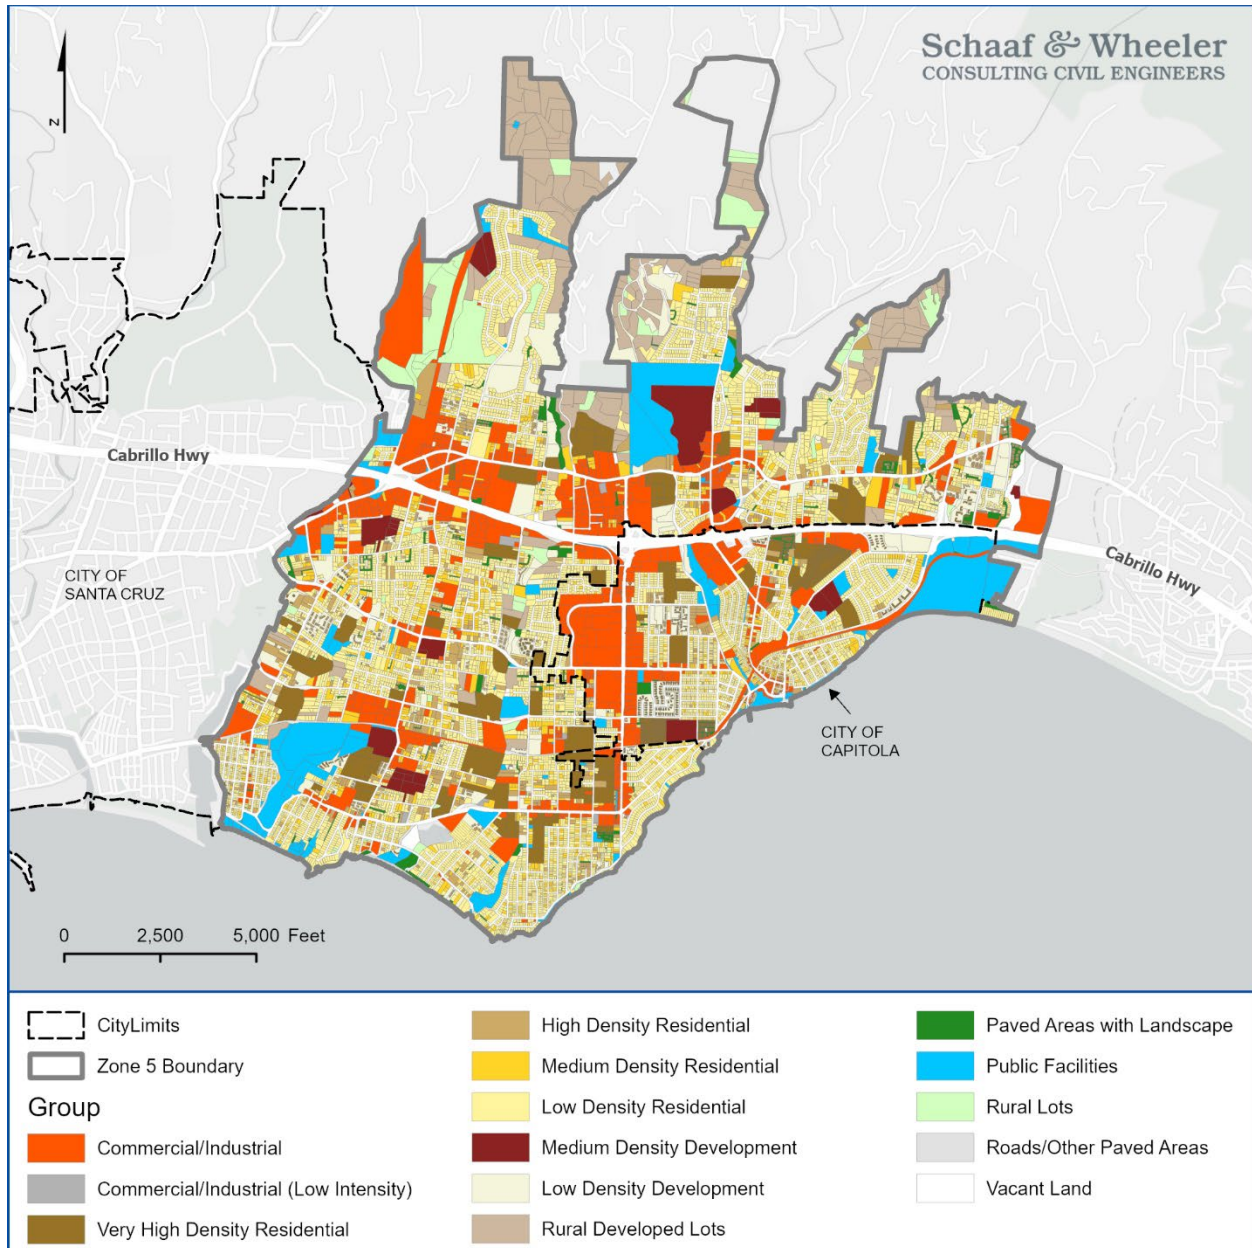 Schaaf & Wheeler
CONSULTING CIVIL ENGINEERS
N
Cabrillo Hwy
CITY OF
SANTA CRUZ
Cabrillo Hwy
CITY OF
CAPITOLA
0 2,500 5,000 Feet
CityLimits
Zone 5 Boundary
Group
Commercial/Industrial
Commercial/Industrial (Low Intensity)
Very High Density Residential
High Density Residential
Medium Density Residential
Low Density Residential
Medium Density Development
Low Density Development
Rural Developed Lots
Paved Areas with Landscape
Public Facilities
Rural Lots
Roads/Other Paved Areas
Vacant Land